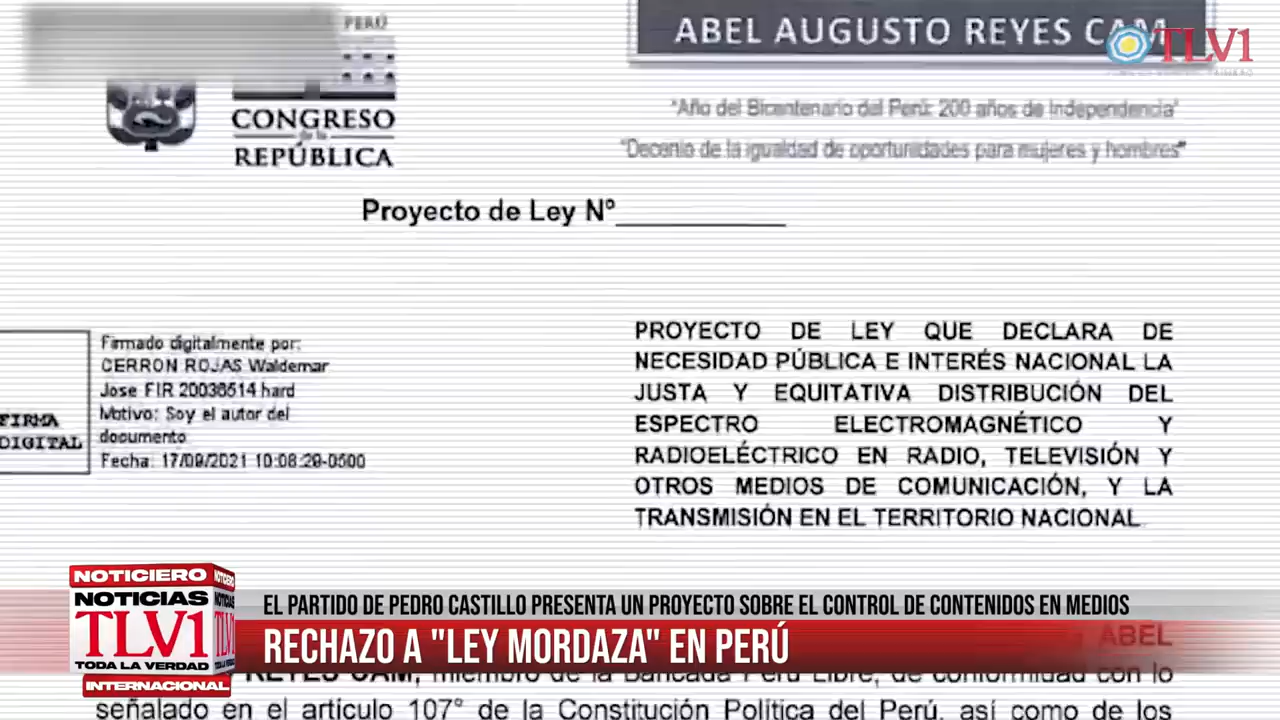 PERÚ
CONGRESO
de la
REPÚBLICA
ABEL AUGUSTO REYES CAM
TLV1
"Año del Bicentenario del Perú: 200 años de Independencia"
"Decenio de la igualdad de oportunidades para mujeres y hombres"
Proyecto de Ley Nº____________
FIRMA
DIGITAL
Firmado digitalmente por:
CERRON ROJAS Waldemar
Jose FIR 20036514 hard
Motivo: Soy el autor del
documento
Fecha: 17/09/2021 10:08:29-0500
PROYECTO DE LEY QUE DECLARA DE
NECESIDAD PÚBLICA E INTERÉS NACIONAL LA
JUSTA Y EQUITATIVA DISTRIBUCIÓN DEL
ESPECTRO ELECTROMAGNÉTICO Y
RADIOELÉCTRICO EN RADIO, TELEVISIÓN Y
OTROS MEDIOS DE COMUNICACIÓN, Y LA
TRANSMISIÓN EN EL TERRITORIO NACIONAL
NOTICIERO
NOTICIAS
TLV1
TODA LA VERDAD
INTERNACIONAL
EL PARTIDO DE PEDRO CASTILLO PRESENTA UN PROYECTO SOBRE EL CONTROL DE CONTENIDOS EN MEDIOS
RECHAZO A "LEY MORDAZA" EN PERÚ
ABEL
REYES CAM, miembro de la Bancada Perú Libre, de conformidad con lo
señalado en el artículo 107° de la Constitución Política del Perú, así como de los